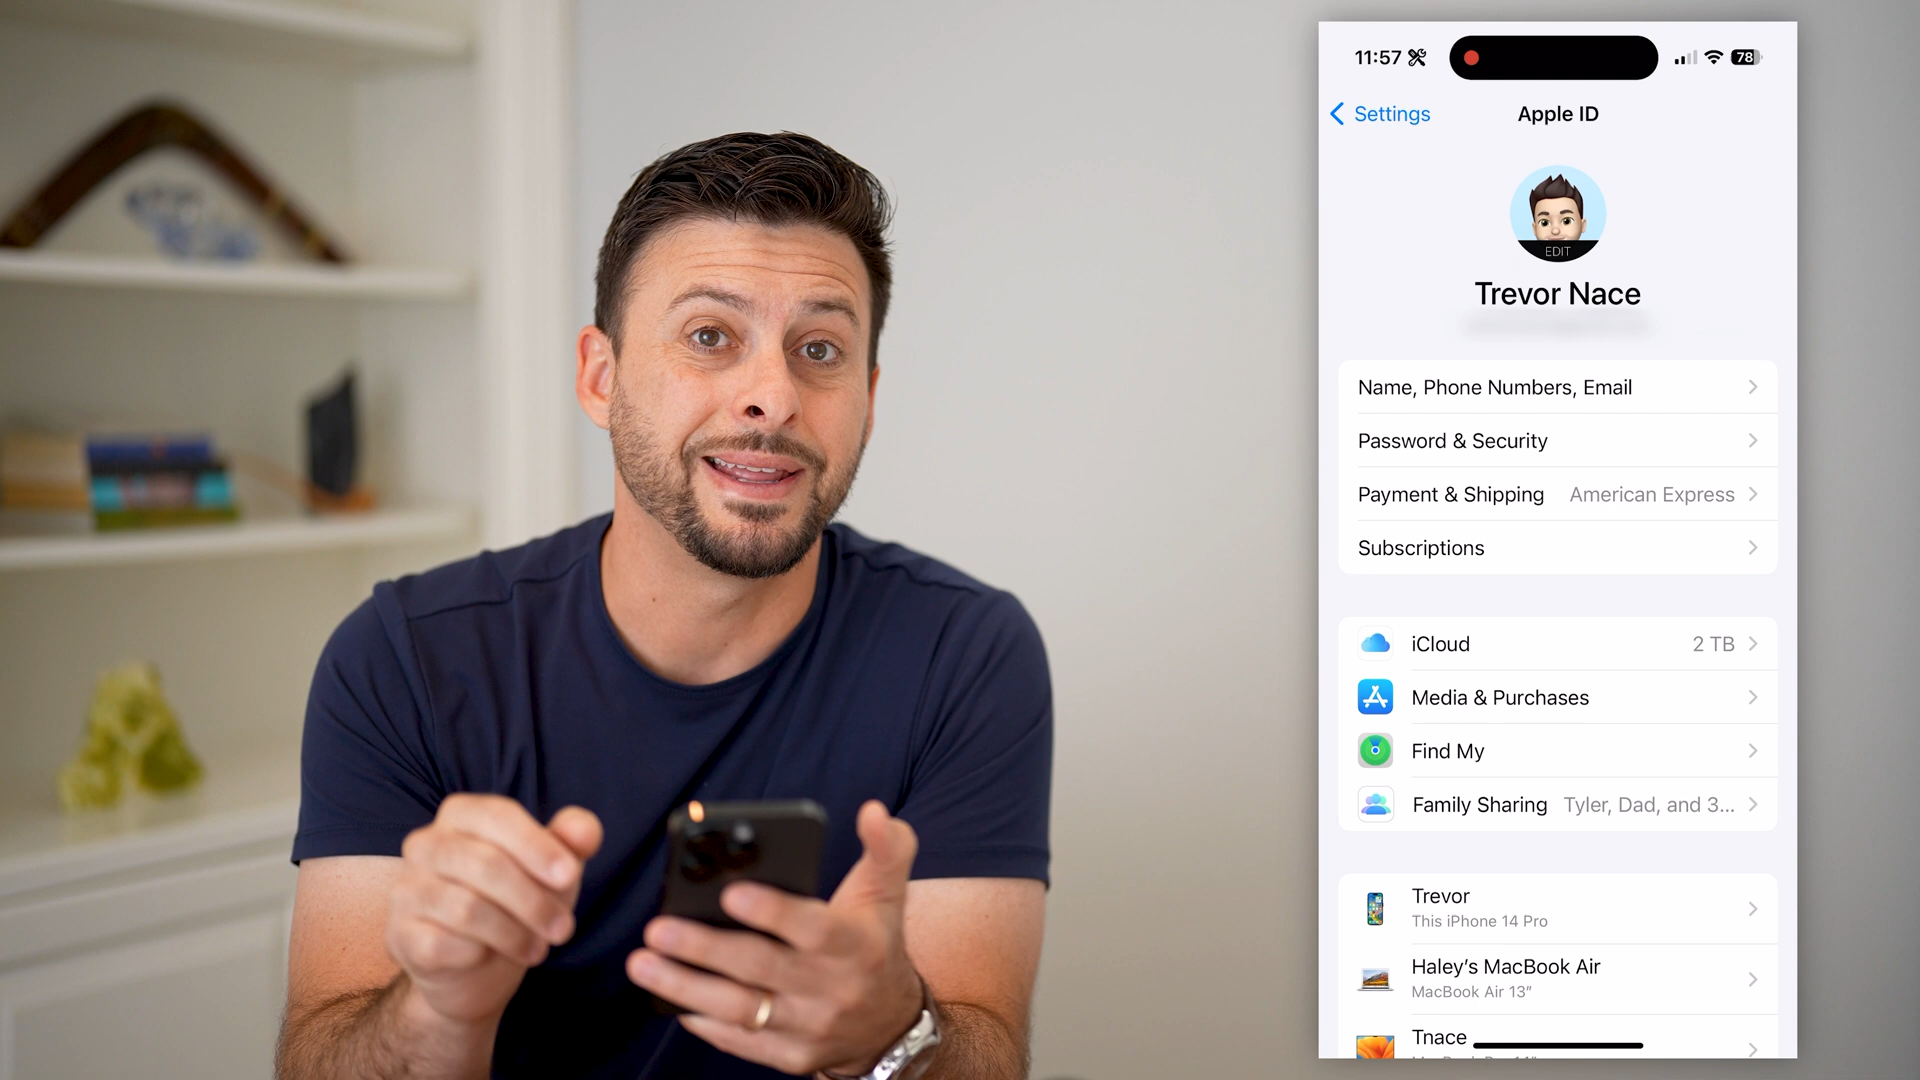 11:57
78
Settings
Apple ID
EDIT
Trevor Nace
Name, Phone Numbers, Email
Password & Security
Payment & Shipping American Express
Subscriptions
iCloud 2 TB
Media & Purchases
Find My
Family Sharing Tyler, Dad, and 3...
Trevor
This iPhone 14 Pro
Haley's MacBook Air
MacBook Air 13"
Tnace